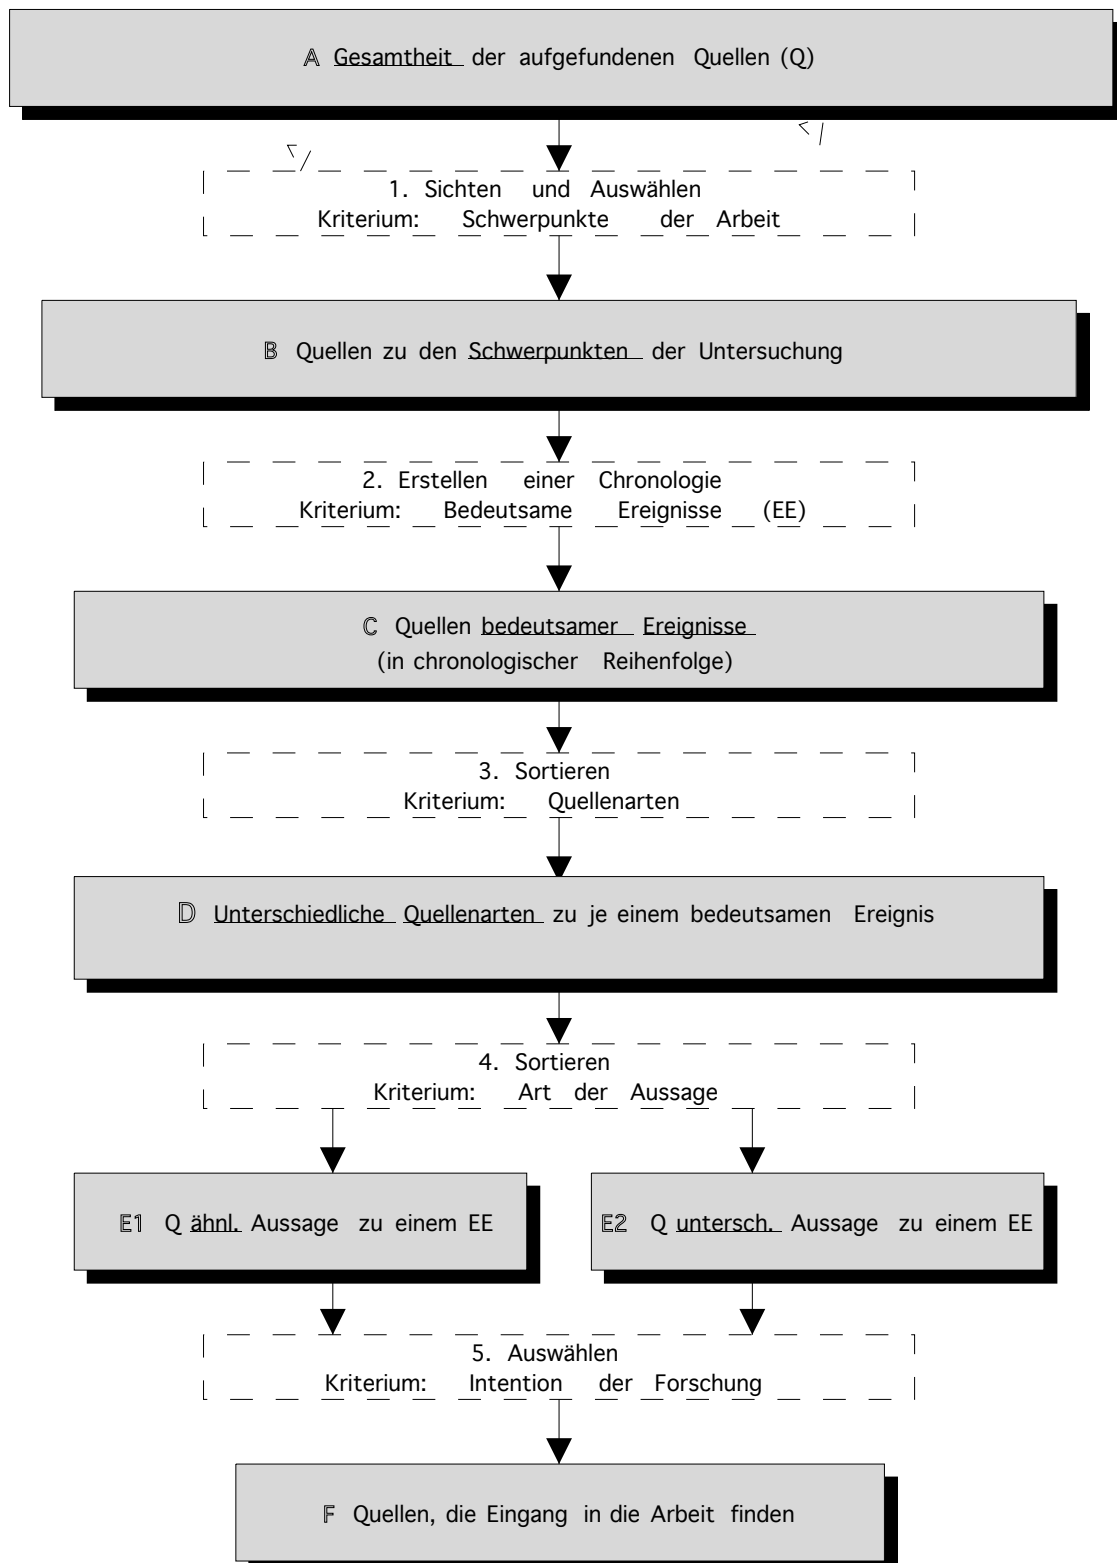 A Gesamtheit der aufgefundenen Quellen (Q)
1. Sichten und Auswählen
Kriterium: Schwerpunkte der Arbeit
B Quellen zu den Schwerpunkten der Untersuchung
2. Erstellen einer Chronologie
Kriterium: Bedeutsame Ereignisse (EE)
C Quellen bedeutsamer Ereignisse
(in chronologischer Reihenfolge)
3. Sortieren
Kriterium: Quellenarten
D Unterschiedliche Quellenarten zu je einem bedeutsamen Ereignis
4. Sortieren
Kriterium: Art der Aussage
E1 Q ähnl. Aussage zu einem EE
E2 Q untersch. Aussage zu einem EE
5. Auswählen
Kriterium: Intention der Forschung
F Quellen, die Eingang in die Arbeit finden